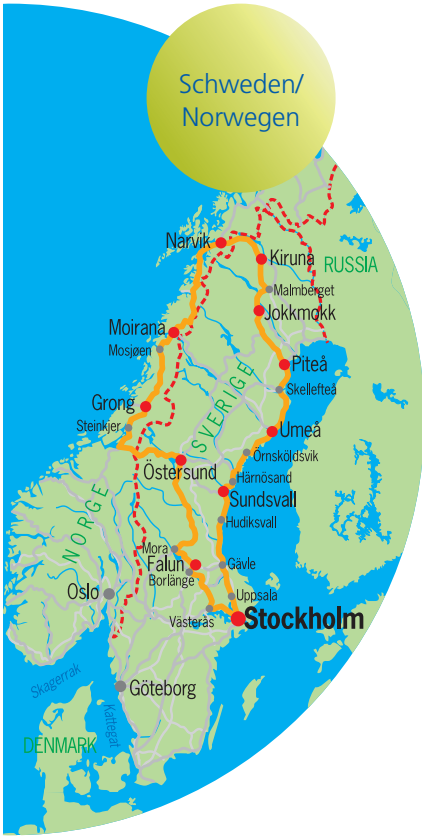 Schweden/
Norwegen
Narvik
Kiruna
RUSSIA
Malmberget
Jokkmokk
Moirana
Mosjøen
Piteå
Skellefteå
Grong
SVERIGE
Steinkjer
Umeå
Örnsköldsvik
Östersund
Härnösand
Sundsvall
Hudiksvall
NORGE
Mora
Falun
Gävle
Borlänge
Oslo
Uppsala
Västerås
Stockholm
Skagerrak
Göteborg
Kattegat
DENMARK